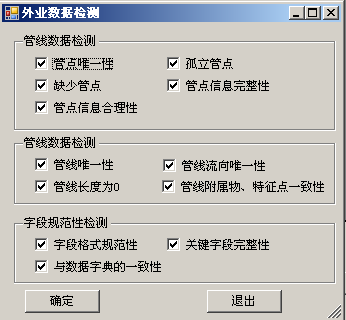 外业数据检测
管线数据检测
管点唯一性 孤立管点
缺少管点 管点信息完整性
管点信息合理性
管线数据检测
管线唯一性 管线流向唯一性
管线长度为0 管线附属物、特征点一致性
字段规范性检测
字段格式规范性 关键字段完整性
与数据字典的一致性
确定 退出